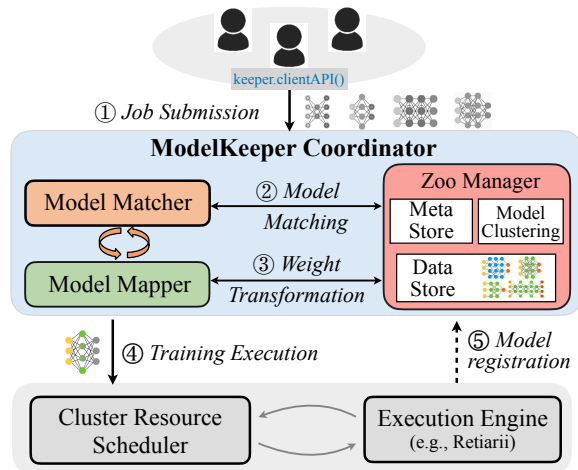 keeper.clientAPI()
① Job Submission
ModelKeeper Coordinator
Model Matcher
② Model
Matching
Zoo Manager
Meta
Store
Model
Clustering
Model Mapper
③ Weight
Transformation
Data
Store
④ Training Execution
⑤ Model
registration
Cluster Resource
Scheduler
Execution Engine
(e.g., Retiarii)